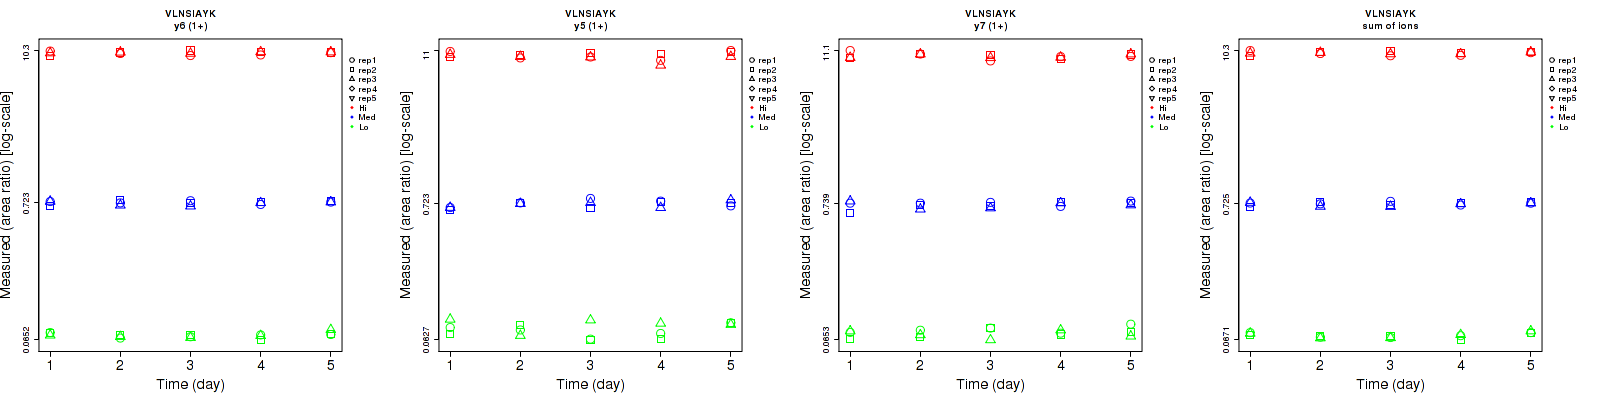 VLNSIAYK
y6 (1+)
Measured (area ratio) [log-scale]
10.3
0.723
0.0652
1 2 3 4 5
Time (day)
rep1
rep2
rep3
rep4
rep5
Hi
Med
Lo
VLNSIAYK
y5 (1+)
Measured (area ratio) [log-scale]
11
0.723
0.0627
1 2 3 4 5
Time (day)
rep1
rep2
rep3
rep4
rep5
Hi
Med
Lo
VLNSIAYK
y7 (1+)
Measured (area ratio) [log-scale]
11.1
0.739
0.0653
1 2 3 4 5
Time (day)
rep1
rep2
rep3
rep4
rep5
Hi
Med
Lo
VLNSIAYK
sum of ions
Measured (area ratio) [log-scale]
10.3
0.725
0.0671
1 2 3 4 5
Time (day)
rep1
rep2
rep3
rep4
rep5
Hi
Med
Lo